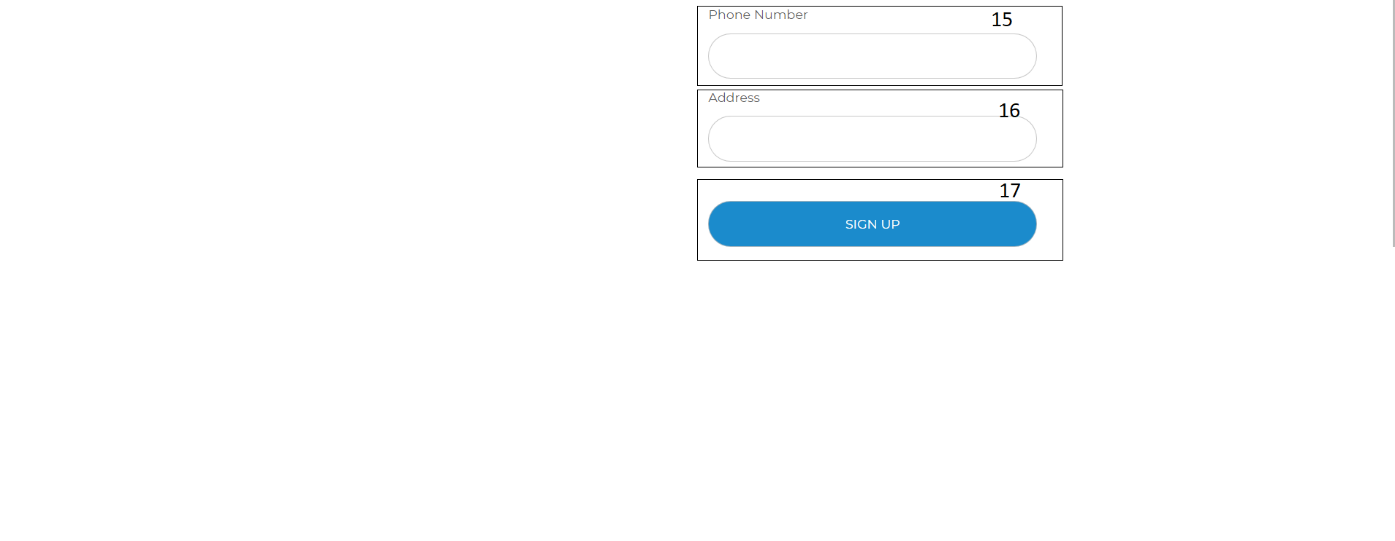 Phone Number
15
Address
16
17
SIGN UP